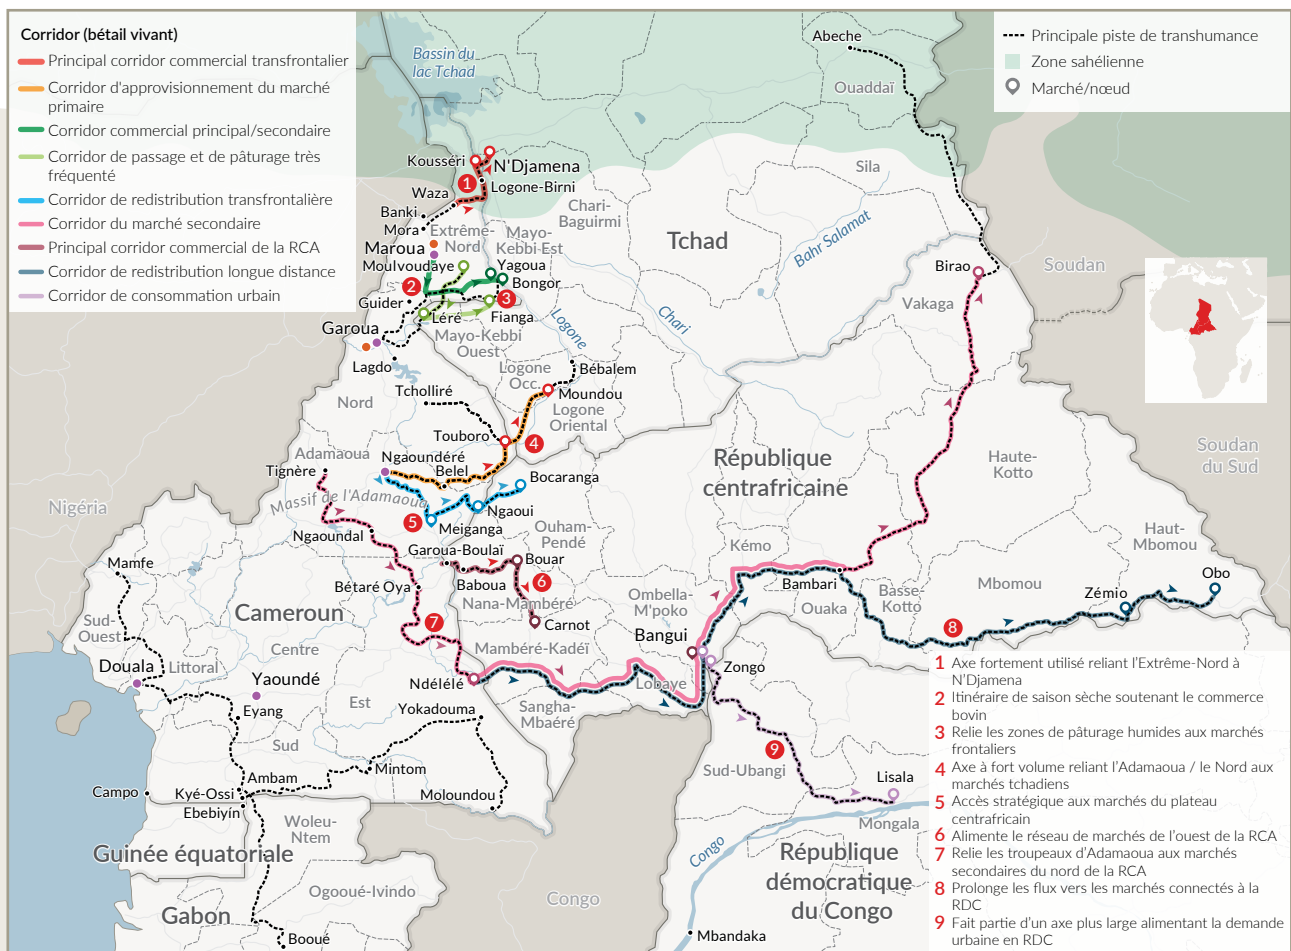 Corridor (bétail vivant)
Principal corridor commercial transfrontalier
Corridor d'approvisionnement du marché
primaire
Corridor commercial principal/secondaire
Corridor de passage et de pâturage très
fréquenté
Corridor de redistribution transfrontalière
Corridor du marché secondaire
Principal corridor commercial de la RCA
Corridor de redistribution longue distance
Corridor de consommation urbain
Principale piste de transhumance
Zone sahélienne
Marché/nœud
Abeche
Bassin du
lac Tchad
Ouaddaï
Kousséri
N'Djamena
Sila
1
Logone-Birni
Waza
Banki
Mora
Chari-
Baguirmi
Extrême-
Nord
Mayo-
Kebbi Est
Tchad
Bahr Salamat
Maroua
Moulvoudaye
Yagoua
Bongor
Birao
Soudan
2
3
Guider
Léré
Fianga
Vakaga
Garoua
Logone
Chari
Mayo-Kebbi
Ouest
Lagdo
Logone
Occ.
Bébalem
Tcholliré
Moundou
Nord
Logone
Oriental
Touboro
4
Soudan
du Sud
Adamaoua
Ngaoundéré
Belel
Tignère
République
centrafricaine
Haute-
Kotto
Bocaranga
Massif de l'Adamaoua
Nigéria
Ngaoui
5
Meiganga
Ngaoundal
Ouham-
Pendé
Haut-
Mbomou
Garoua-Boulaï
Kémo
Mamfe
Bouar
Baboua
6
Bétaré Oya
Bambari
Mbomou
Obo
Nana-Mambéré
Ombella-
M'poko
Basse-
Kotto
Zémio
Ouaka
Cameroun
Sud-
Ouest
7
Carnot
8
Bangui
Centre
Mambéré-Kadéï
Douala
Littoral
Zongo
Yaoundé
Ndélélé
Lobaye
Est
Yokadouma
Sangha-
Mbaéré
Eyang
Sud
9
Sud-Ubangi
Mintom
Ambam
Lisala
Campo
Kyé-Ossi
Moloundou
Ebebiyín
Mongala
Woleu-
Ntem
Guinée équatoriale
Congo
République
démocratique
du Congo
Ogooué-Ivindo
Congo
Gabon
Booué
Mbandaka
1 Axe fortement utilisé reliant l'Extrême-Nord à
N'Djamena
2 Itinéraire de saison sèche soutenant le commerce
bovin
3 Relie les zones de pâturage humides aux marchés
frontaliers
4 Axe à fort volume reliant l'Adamaoua / le Nord aux
marchés tchadiens
5 Accès stratégique aux marchés du plateau
centrafricain
6 Alimente le réseau de marchés de l'ouest de la RCA
7 Relie les troupeaux d'Adamaoua aux marchés
secondaires du nord de la RCA
8 Prolonge les flux vers les marchés connectés à la
RDC
9 Fait partie d'un axe plus large alimentant la demande
urbaine en RDC